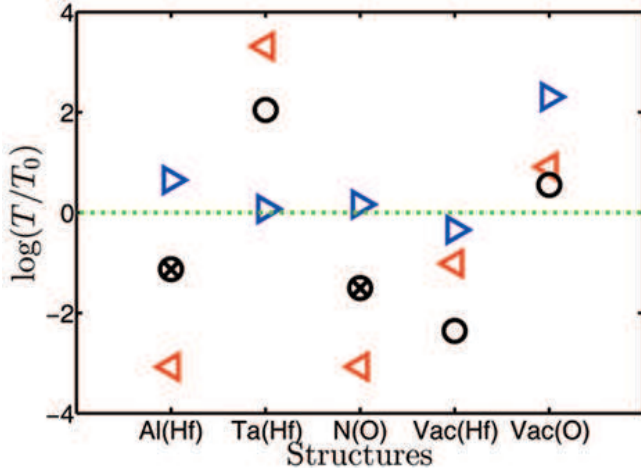 4
2
0
−2
−4
log(T/T₀)
Al(Hf) Ta(Hf) N(O) Vac(Hf) Vac(O)
Structures